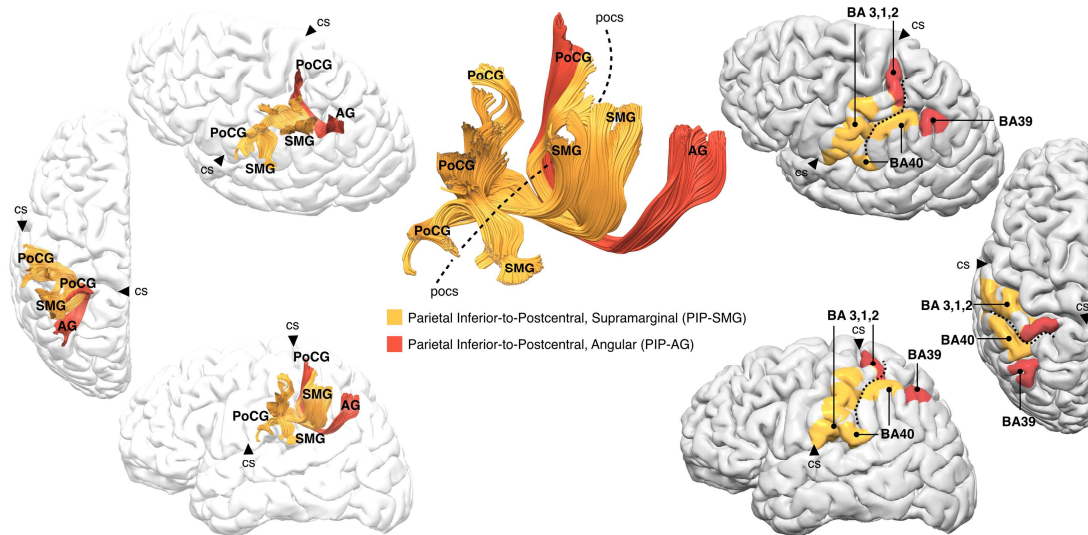 cs
PoCG
AG
PoCG
SMG
cs
SMG
cs
PoCG
PoCG
cs
SMG
AG
cs
PoCG
SMG
AG
PoCG
SMG
cs
pocs
PoCG
PoCG
SMG
SMG
AG
PoCG
PoCG
SMG
pocs
Parietal Inferior-to-Postcentral, Supramarginal (PIP-SMG)
Parietal Inferior-to-Postcentral, Angular (PIP-AG)
BA 3,1,2
cs
BA39
BA40
cs
cs
BA 3,1,2
cs
BA40
BA39
BA 3,1,2
cs
BA39
BA40
cs